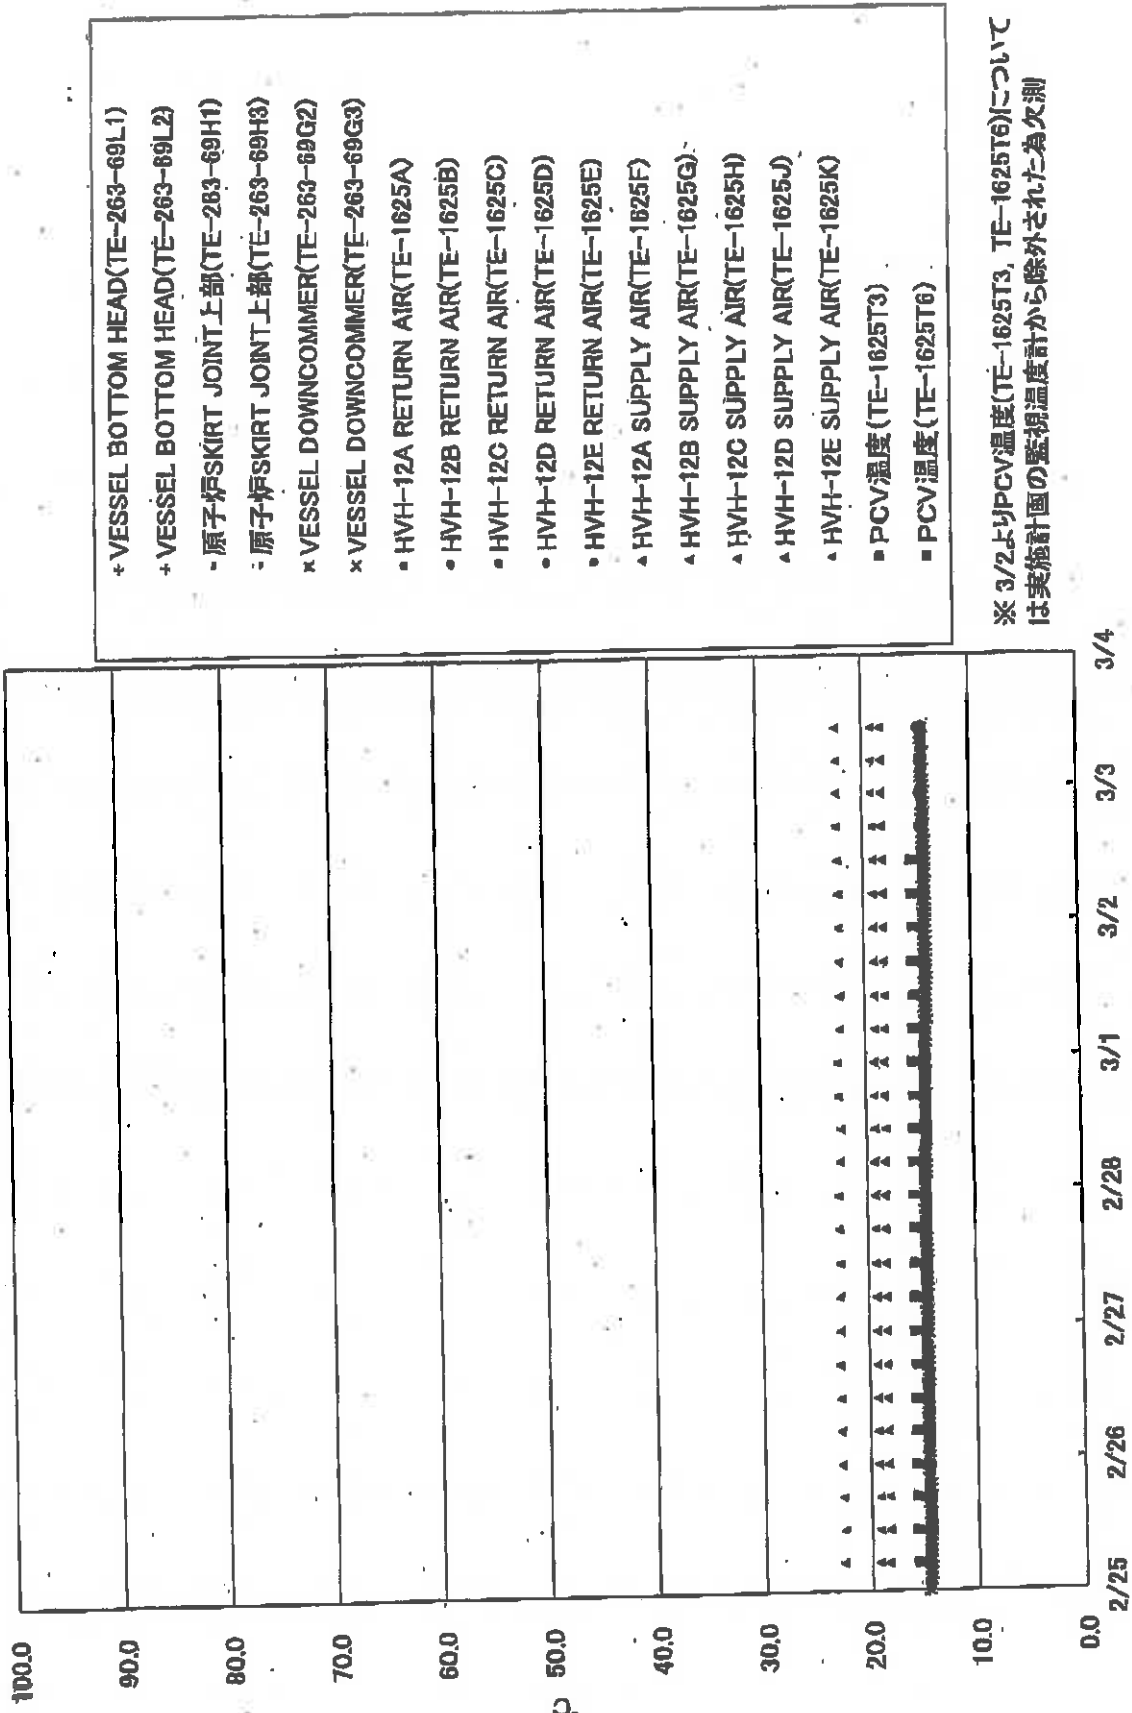 100.0
90.0
80.0
70.0
60.0
50.0
40.0
30.0
20.0
10.0
0.0
2/25
2/26
2/27
2/28
3/1
3/2
3/3
3/4
+ VESSEL BOTTOM HEAD(TE-263-69L1)
+ VESSEL BOTTOM HEAD(TE-263-69L2)
- 原子炉SKIRT JOINT上部(TE-263-69H1)
- 原子炉SKIRT JOINT上部(TE-263-69H3)
× VESSEL DOWNCOMMER(TE-263-69G2)
× VESSEL DOWNCOMMER(TE-263-69G3)
● HVH-12A RETURN AIR(TE-1625A)
● HVH-12B RETURN AIR(TE-1625B)
● HVH-12C RETURN AIR(TE-1625C)
● HVH-12D RETURN AIR(TE-1625D)
● HVH-12E RETURN AIR(TE-1625E)
▲ HVH-12A SUPPLY AIR(TE-1625F)
▲ HVH-12B SUPPLY AIR(TE-1625G)
▲ HVH-12C SUPPLY AIR(TE-1625H)
▲ HVH-12D SUPPLY AIR(TE-1625J)
▲ HVH-12E SUPPLY AIR(TE-1625K)
■ PCV温度(TE-1625T3)
■ PCV温度(TE-1625T6)
※ 3/2よりPCV温度(TE-1625T3, TE-1625T6)について
は実施計画の監視温度計から除外された為欠測